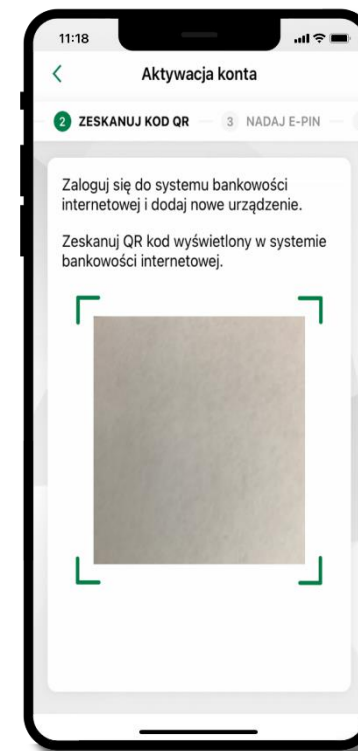 11:18
Aktywacja konta
2 ZESKANUJ KOD QR 3 NADAJ E-PIN
Zaloguj się do systemu bankowości
internetowej i dodaj nowe urządzenie.
Zeskanuj QR kod wyświetlony w systemie
bankowości internetowej.